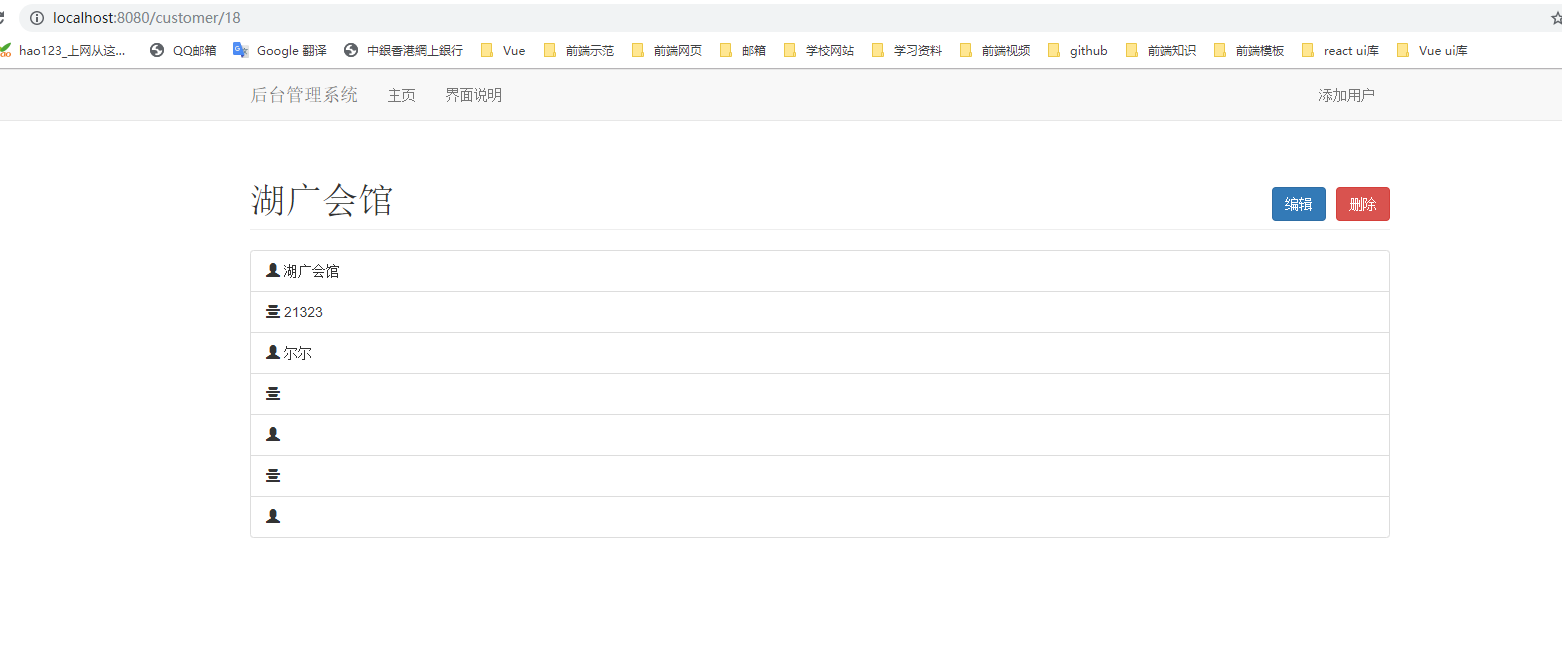 localhost:8080/customer/18
hao123_上网从这... QQ邮箱 Google 翻译 中銀香港網上銀行 Vue 前端示范 前端网页 邮箱 学校网站 学习资料 前端视频 github 前端知识 前端模板 react ui库 Vue ui库
后台管理系统 主页 界面说明 添加用户
湖广会馆 编辑 删除
湖广会馆
21323
尔尔